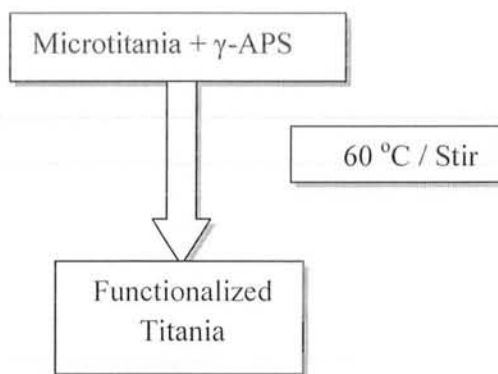 Microtitania + γ-APS
60 °C / Stir
Functionalized
Titania